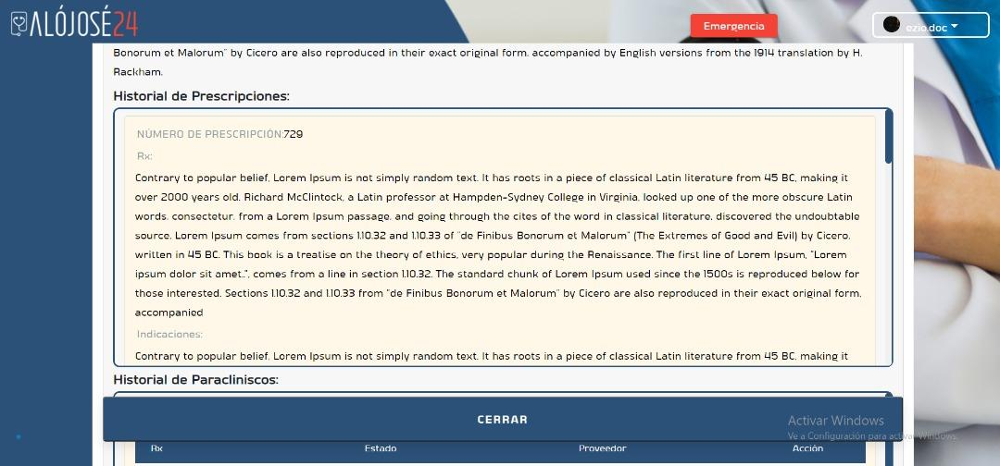 ALÓJOSÉ24
Emergencia
ezio.doc
Bonorum et Malorum" by Cicero are also reproduced in their exact original form, accompanied by English versions from the 1914 translation by H.
Rackham.
Historial de Prescripciones:
NÚMERO DE PRESCRIPCIÓN:729
Rx:
Contrary to popular belief, Lorem Ipsum is not simply random text. It has roots in a piece of classical Latin literature from 45 BC, making it
over 2000 years old. Richard McClintock, a Latin professor at Hampden-Sydney College in Virginia, looked up one of the more obscure Latin
words, consectetur, from a Lorem Ipsum passage, and going through the cites of the word in classical literature, discovered the undoubtable
source. Lorem Ipsum comes from sections 1.10.32 and 1.10.33 of "de Finibus Bonorum et Malorum" (The Extremes of Good and Evil) by Cicero,
written in 45 BC. This book is a treatise on the theory of ethics, very popular during the Renaissance. The first line of Lorem Ipsum, "Lorem
ipsum dolor sit amet..", comes from a line in section 1.10.32. The standard chunk of Lorem Ipsum used since the 1500s is reproduced below for
those interested. Sections 1.10.32 and 1.10.33 from "de Finibus Bonorum et Malorum" by Cicero are also reproduced in their exact original form,
accompanied
Indicaciones:
Contrary to popular belief, Lorem Ipsum is not simply random text. It has roots in a piece of classical Latin literature from 45 BC, making it
Historial de Paracliniscos:
CERRAR
Activar Windows
Ve a Configuración para activar Windows.
Rx Estado Proveedor Acción